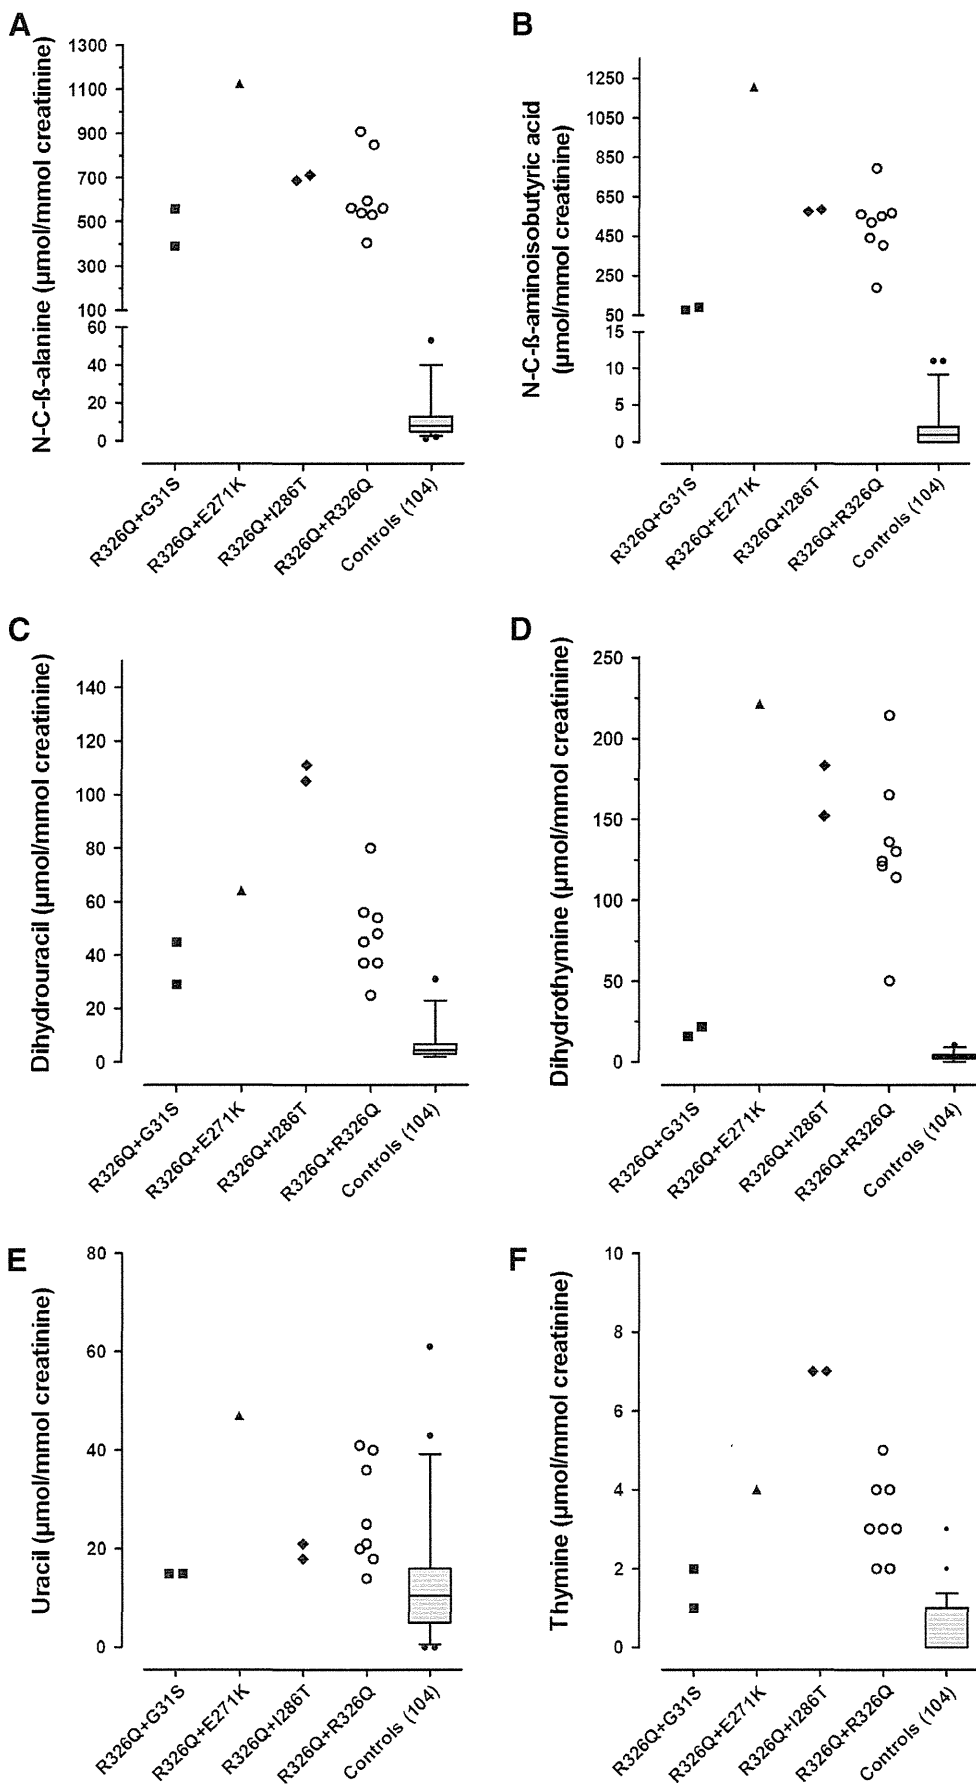 A
N-C-ß-alanine (µmol/mmol creatinine)
1300
1100
900
700
500
300
100
60
40
20
0
R326Q+G31S
R326Q+E271K
R326Q+I286T
R326Q+R326Q
Controls (104)
B
N-C-ß-aminoisobutyric acid
(µmol/mmol creatinine)
1250
1050
850
650
450
250
50
15
10
5
0
R326Q+G31S
R326Q+E271K
R326Q+I286T
R326Q+R326Q
Controls (104)
C
Dihydrouracil (µmol/mmol creatinine)
140
120
100
80
60
40
20
0
R326Q+G31S
R326Q+E271K
R326Q+I286T
R326Q+R326Q
Controls (104)
D
Dihydrothymine (µmol/mmol creatinine)
250
200
150
100
50
0
R326Q+G31S
R326Q+E271K
R326Q+I286T
R326Q+R326Q
Controls (104)
E
Uracil (µmol/mmol creatinine)
80
60
40
20
0
R326Q+G31S
R326Q+E271K
R326Q+I286T
R326Q+R326Q
Controls (104)
F
Thymine (µmol/mmol creatinine)
10
8
6
4
2
0
R326Q+G31S
R326Q+E271K
R326Q+I286T
R326Q+R326Q
Controls (104)